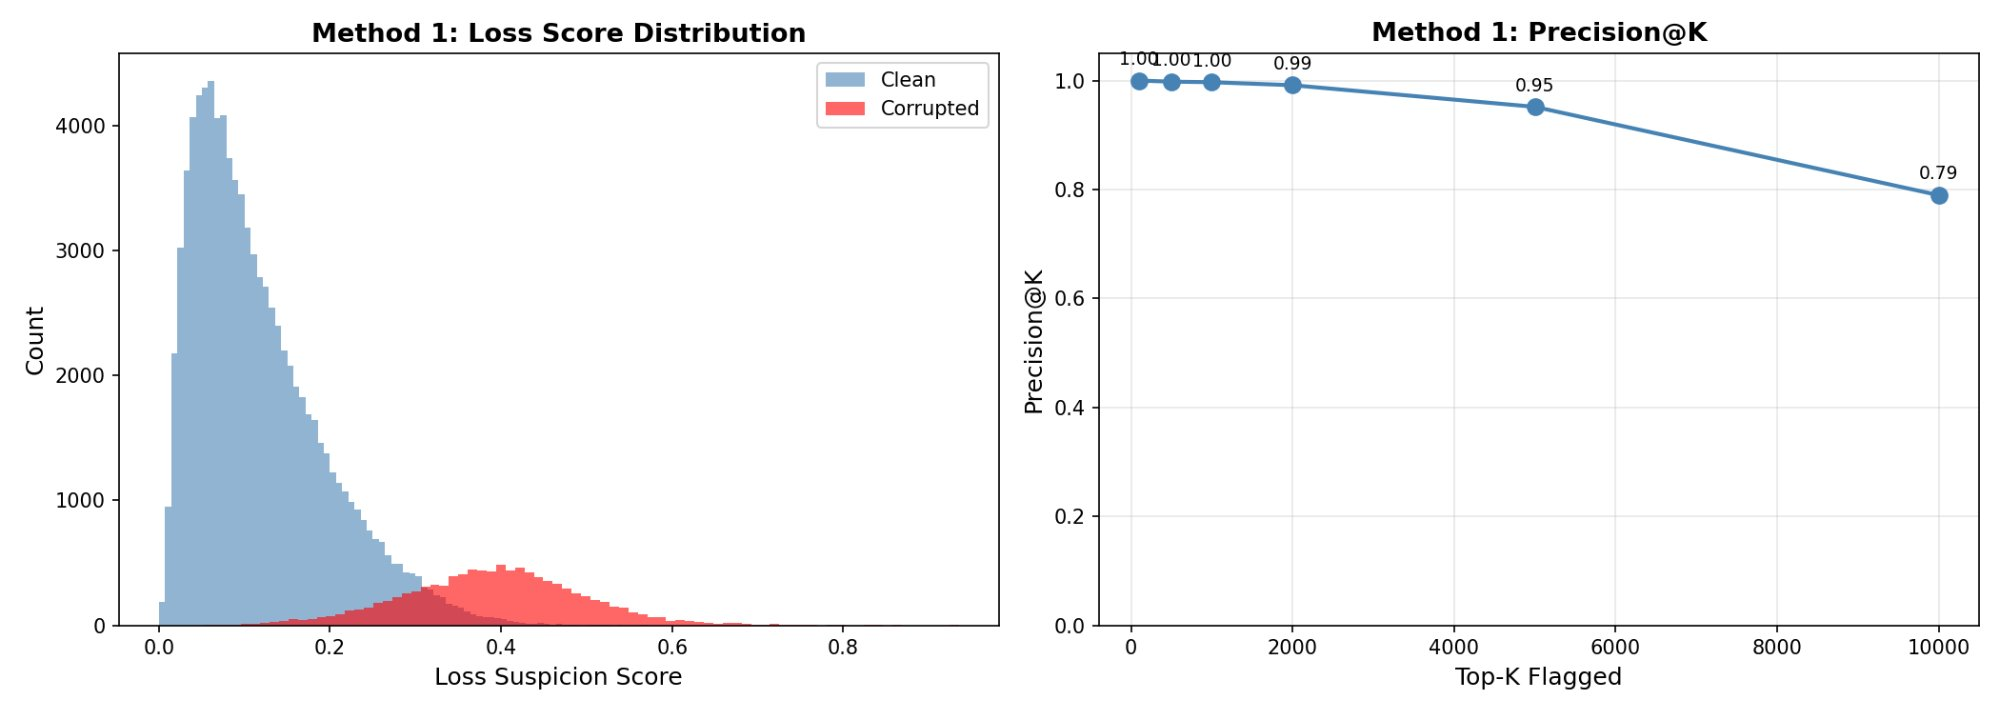 Method 1: Loss Score Distribution
Clean
Corrupted
Count
4000
3000
2000
1000
0
0.0 0.2 0.4 0.6 0.8
Loss Suspicion Score
Method 1: Precision@K
1.00 1.00 1.00 0.99 0.95 0.79
Precision@K
1.0
0.8
0.6
0.4
0.2
0.0
0 2000 4000 6000 8000 10000
Top-K Flagged